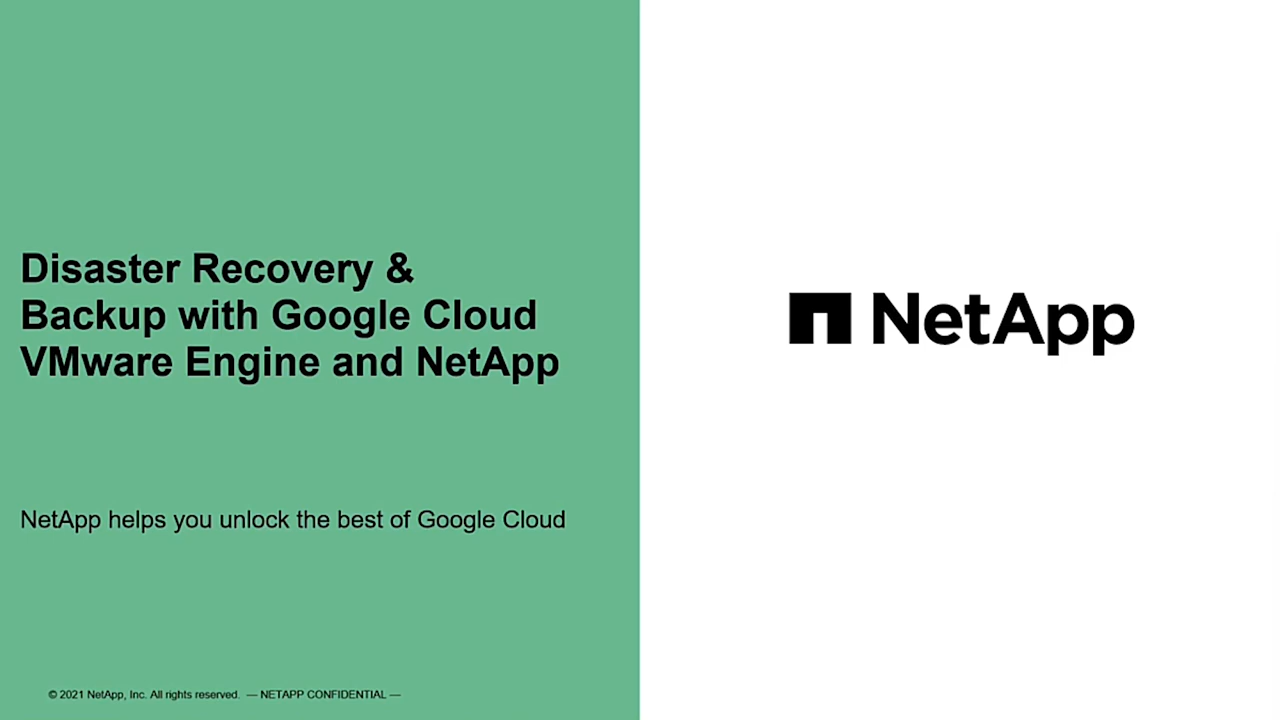 Disaster Recovery &
Backup with Google Cloud
VMware Engine and NetApp
NetApp helps you unlock the best of Google Cloud
© 2021 NetApp, Inc. All rights reserved. — NETAPP CONFIDENTIAL —
NetApp